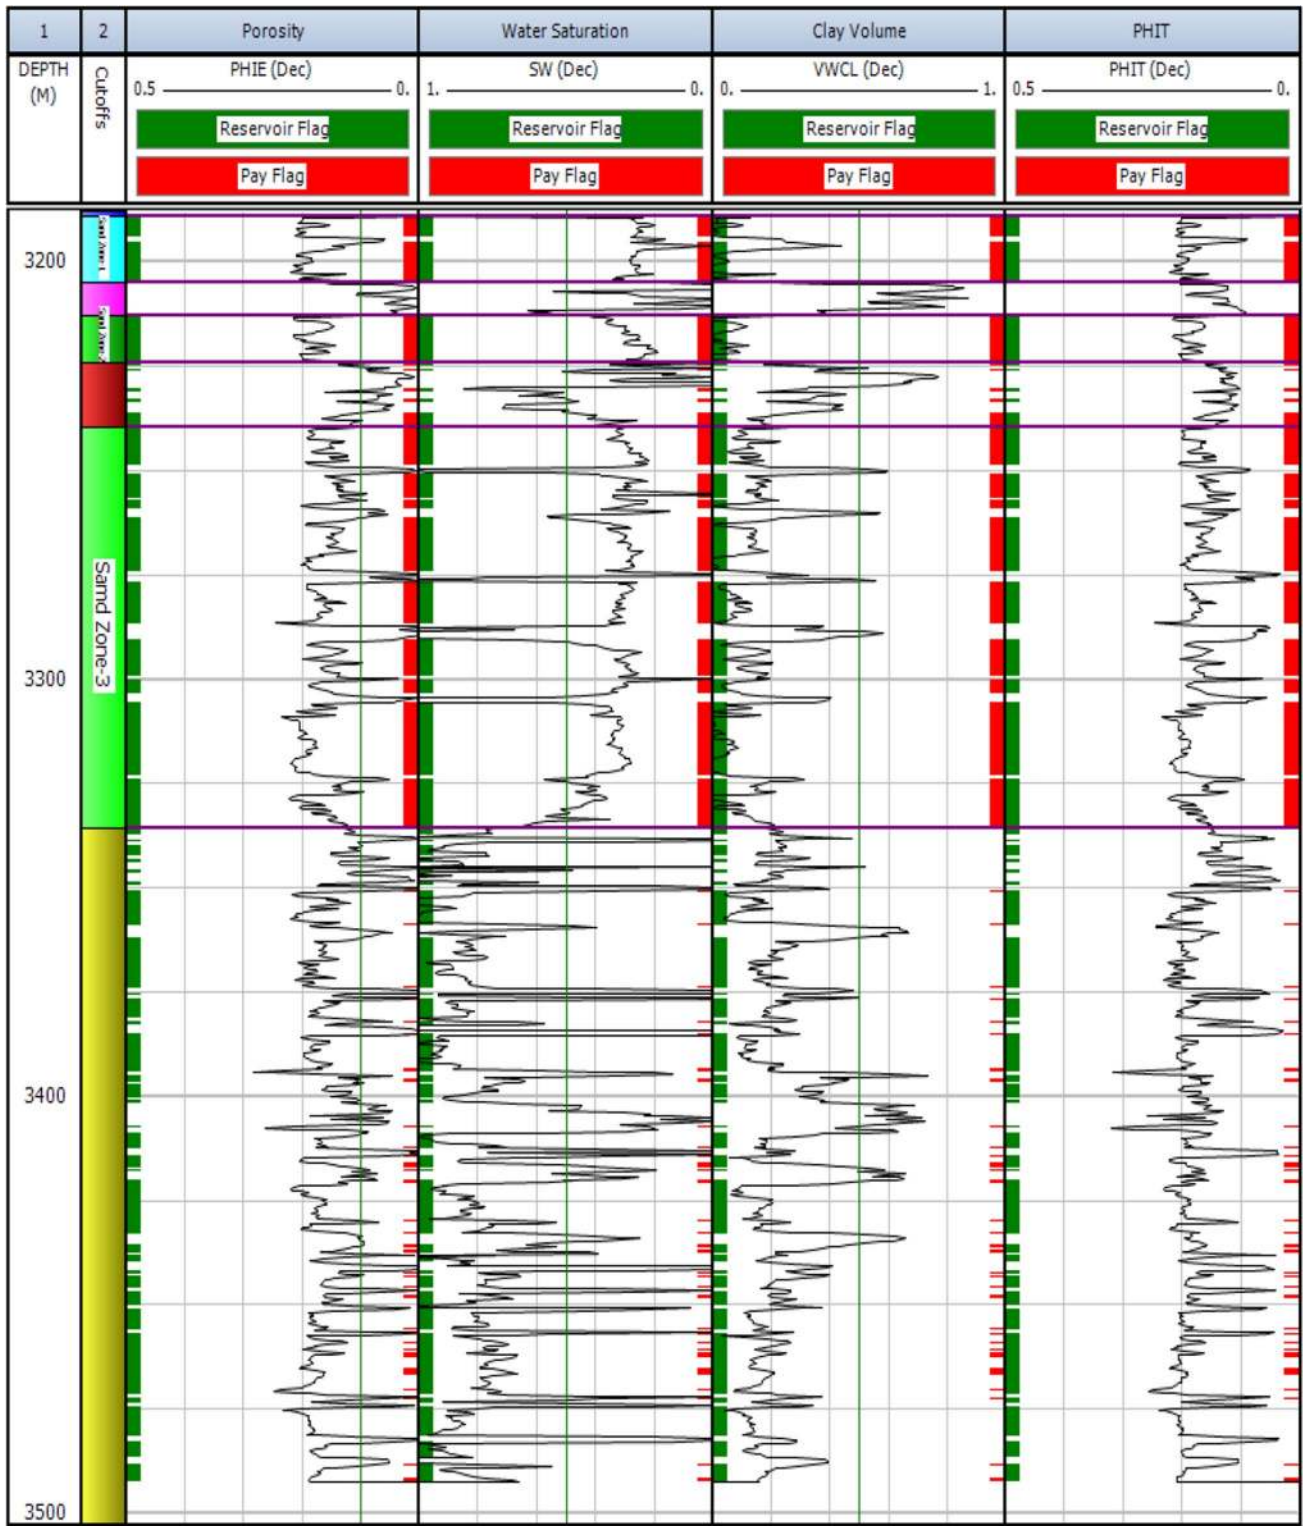 1 2 Porosity Water Saturation Clay Volume PHIT
DEPTH (M) Cutoffs PHIE (Dec) SW (Dec) VWCL (Dec) PHIT (Dec)
0.5 0. 1. 0. 0. 1. 0.5 0.
Reservoir Flag Reservoir Flag Reservoir Flag Reservoir Flag
Pay Flag Pay Flag Pay Flag Pay Flag
3200
Samd Zone-3
3300
3400
3500